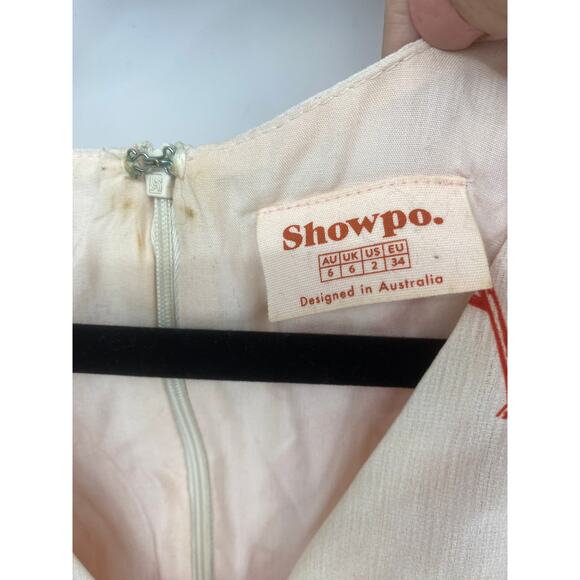 Showpo.
AU UK US EU
6 6 2 34
Designed in Australia